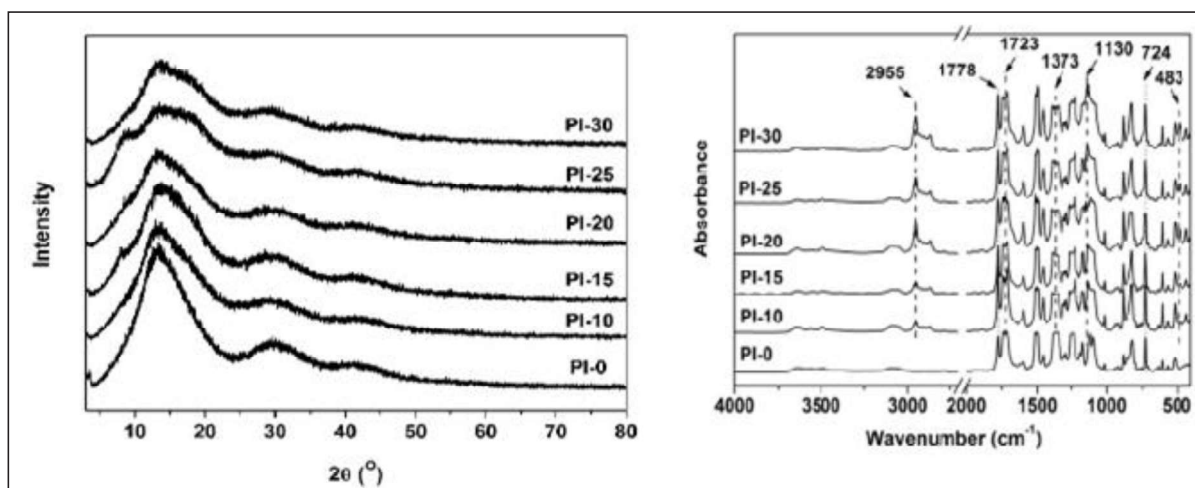 Intensity
PI-30
PI-25
PI-20
PI-15
PI-10
PI-0
10 20 30 40 50 60 70 80
2θ (O)
Absorbance
2955
1778
1723
1373
1130
724
483
PI-30
PI-25
PI-20
PI-15
PI-10
PI-0
4000 3500 3000 2000 1500 1000 500
Wavenumber (cm-1)